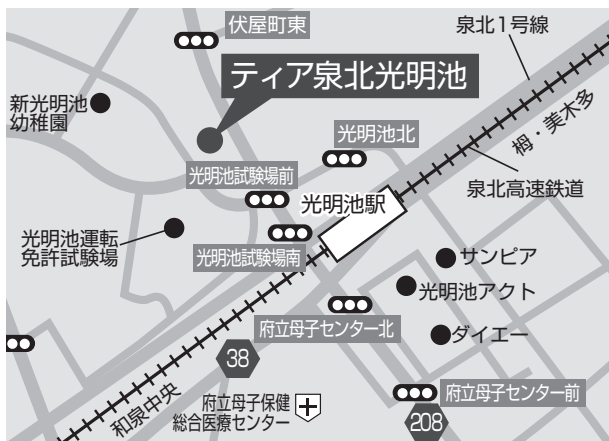 伏屋町東
泉北1号線
ティア泉北光明池
新光明池
幼稚園
光明池北
栂・美木多
光明池試験場前
泉北高速鉄道
光明池駅
光明池運転
免許試験場
光明池試験場南
サンピア
光明池アクト
府立母子センター北
ダイエー
38
和泉中央
府立母子保健
総合医療センター
府立母子センター前
208